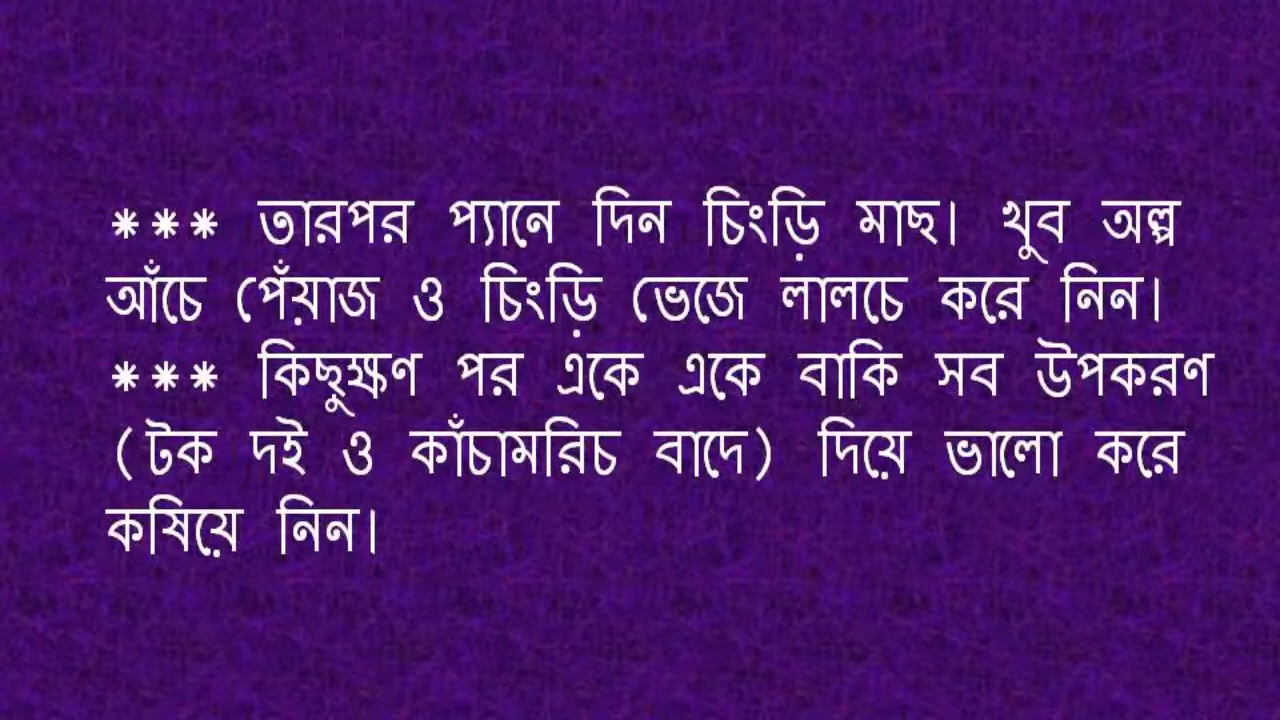 *** তারপর প্যানে দিন চিংড়ি মাছ। খুব অল্প
আঁচে পেঁয়াজ ও চিংড়ি ভেজে লালচে করে নিন।
*** কিছুক্ষণ পর একে একে বাকি সব উপকরণ
(টক দই ও কাঁচামরিচ বাদে) দিয়ে ভালো করে
কষিয়ে নিন।